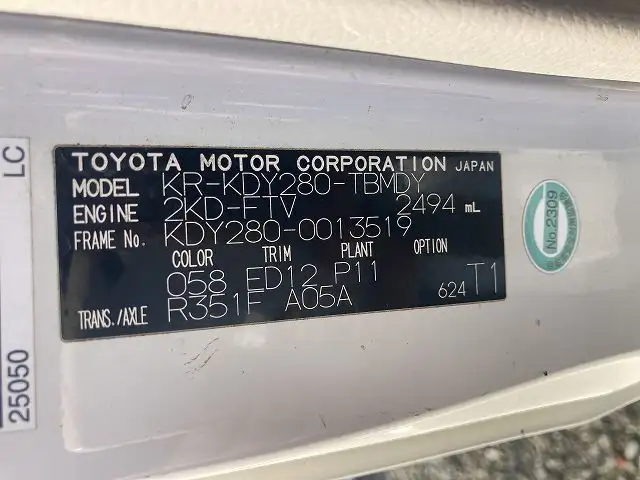 TOYOTA MOTOR CORPORATION JAPAN
MODEL KR-KDY280-TBMDY
ENGINE 2KD-FTV 2494 mL
FRAME NO. KDY280-0013519
COLOR TRIM PLANT OPTION
058 ED12 P11
TRANS./AXLE R351F A05A 624 T1
No.2309
LC
25050